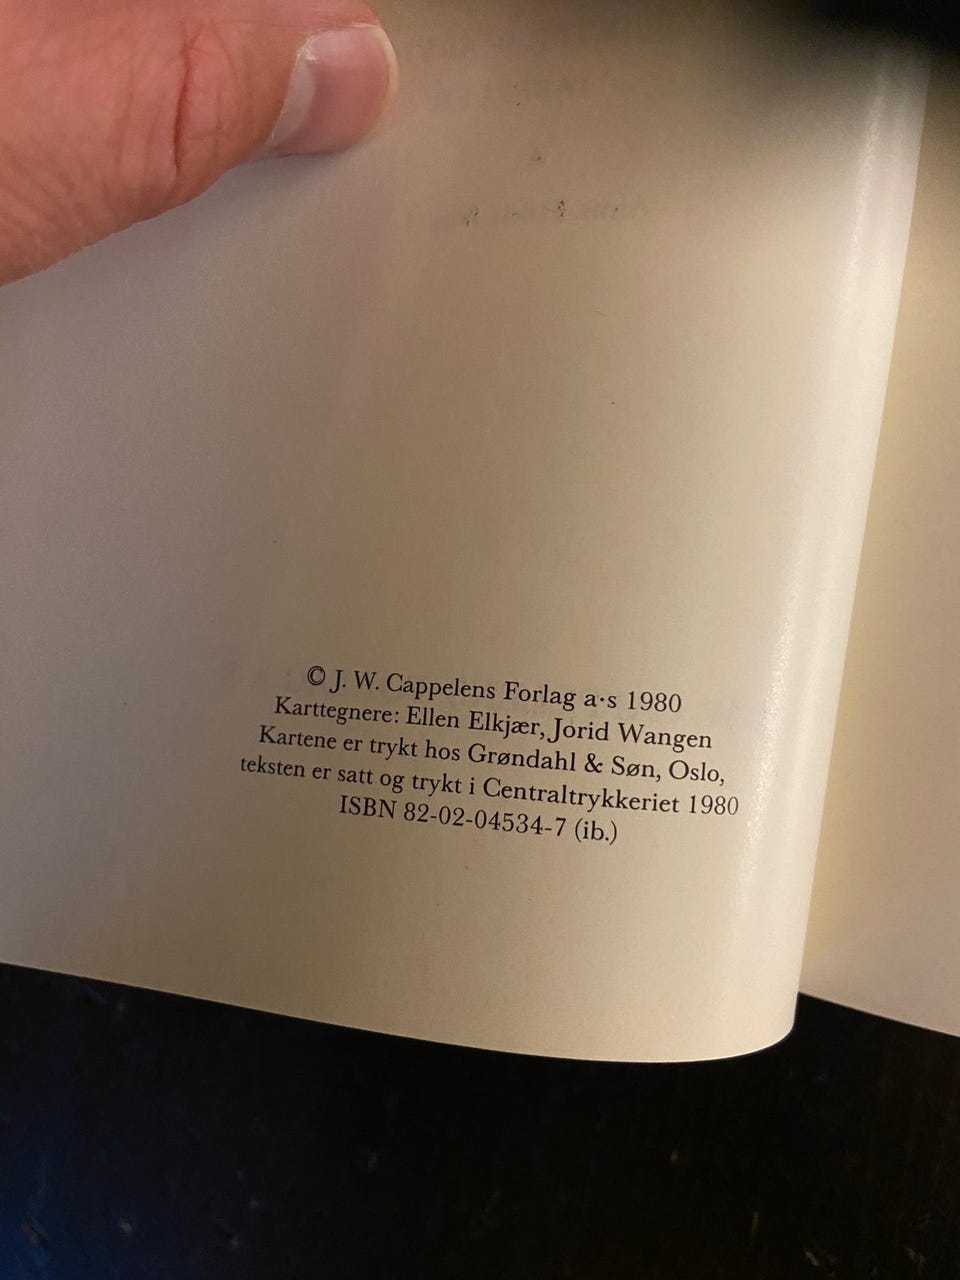 © J. W. Cappelens Forlag a·s 1980
Karttegnere: Ellen Elkjær, Jorid Wangen
Kartene er trykt hos Grøndahl & Søn, Oslo,
teksten er satt og trykt i Centraltrykkeriet 1980
ISBN 82-02-04534-7 (ib.)